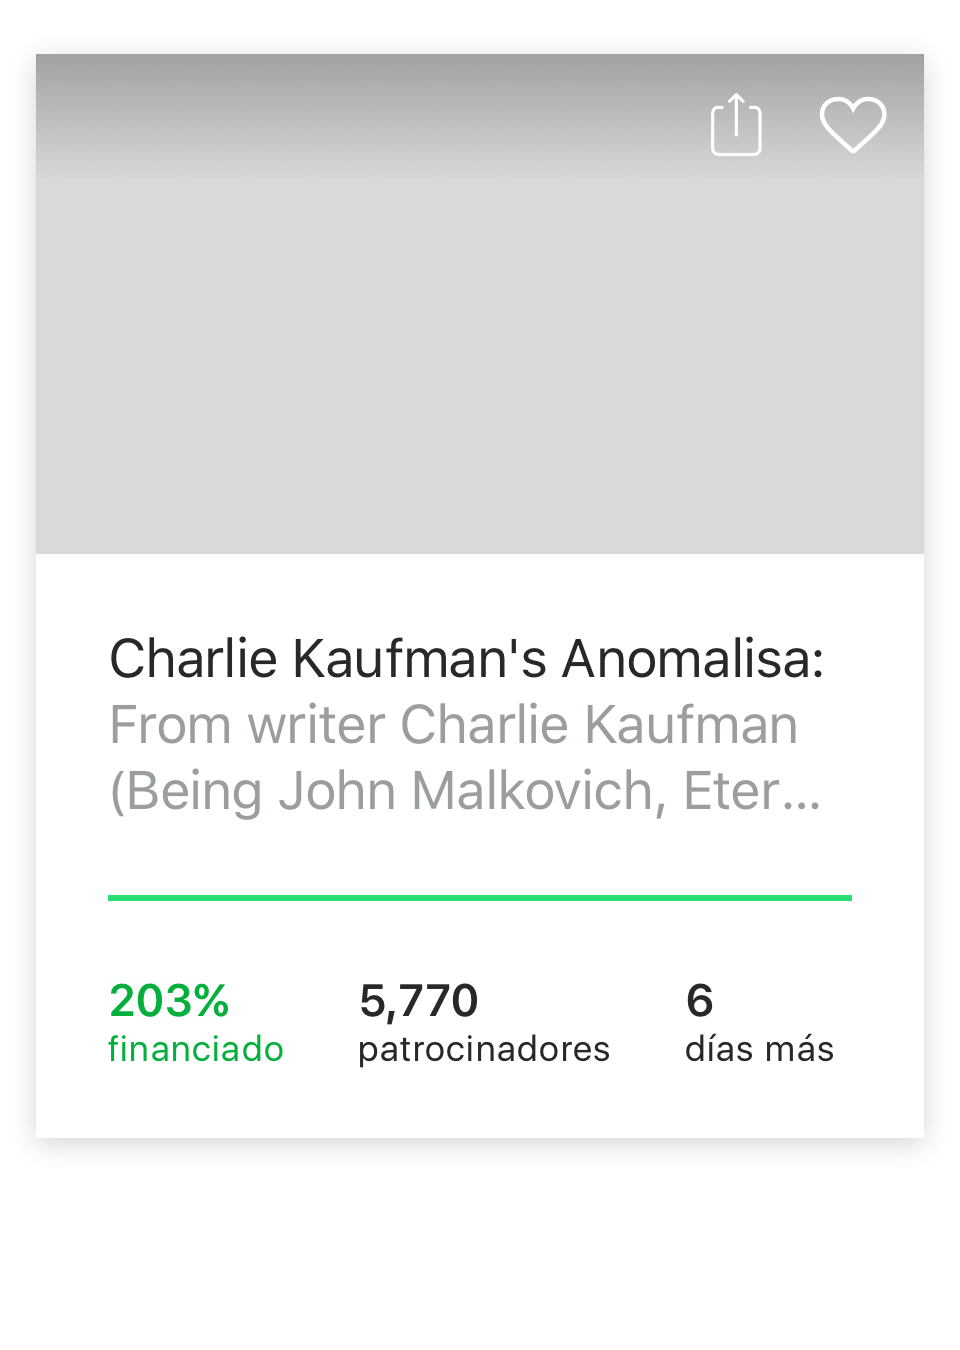 Charlie Kaufman's Anomalisa:
From writer Charlie Kaufman
(Being John Malkovich, Eter...
203% 5,770 6
financiado patrocinadores días más